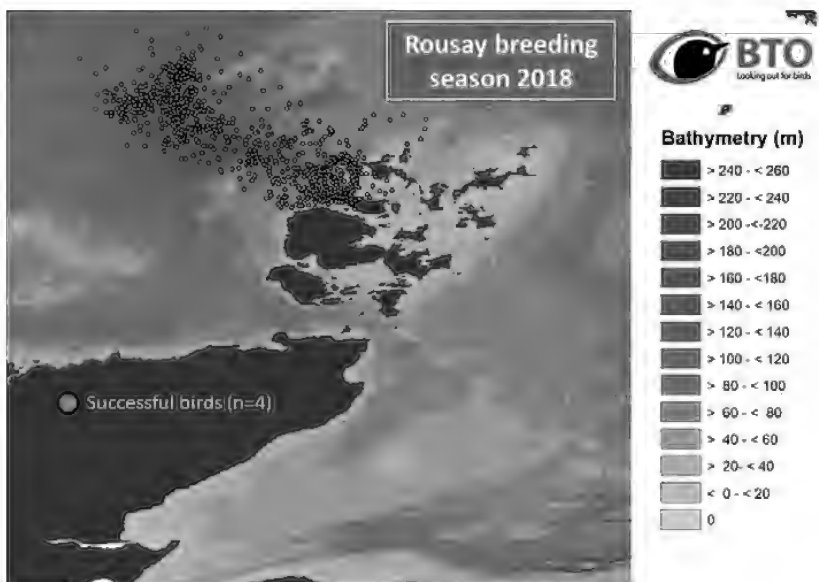 Rousay breeding
season 2018
BTO
Looking out for birds
Bathymetry (m)
> 240 - < 260
> 220 - < 240
> 200 -<-220
> 180 - <200
> 160 - <180
> 140 - < 160
> 120 - < 140
> 100 - < 120
> 80 - < 100
> 60 - < 80
> 40 - < 60
> 20- < 40
< 0 - < 20
0
Successful birds (n=4)